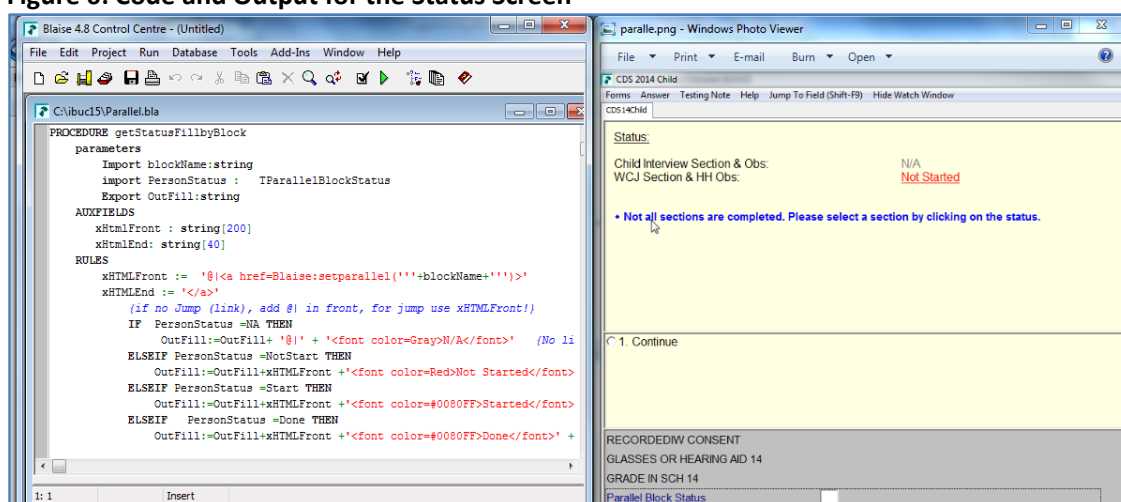 Figure 6. Code and Output for the Status Screen
Blaise 4.8 Control Centre - (Untitled)
File Edit Project Run Database Tools Add-Ins Window Help
C:\ibuc15\Parallel.bla
PROCEDURE getStatusFillbyBlock
parameters
Import blockName:string
import PersonStatus : TParallelBlockStatus
Export OutFill:string
AUXFIELDS
xHtmlFront : string[200]
xHtmlEnd: string[40]
RULES
xHTMLFront := '@|<a href=Blaise:setparallel('''+blockName+''')>'
xHTMLEnd := '</a>'
{if no Jump (link), add @| in front, for jump use xHTMLFront!}
IF PersonStatus =NA THEN
OutFill:=OutFill+ '@|' + '<font color=Gray>N/A</font>' {No li
ELSEIF PersonStatus =NotStart THEN
OutFill:=OutFill+xHTMLFront +'<font color=Red>Not Started</font>
ELSEIF PersonStatus =Start THEN
OutFill:=OutFill+xHTMLFront +'<font color=#0080FF>Started</font>
ELSEIF PersonStatus =Done THEN
OutFill:=OutFill+xHTMLFront +'<font color=#0080FF>Done</font>' +
1: 1 Insert
paralle.png - Windows Photo Viewer
File Print E-mail Burn Open
CDS 2014 Child
Forms Answer Testing Note Help Jump To Field (Shift-F9) Hide Watch Window
CDS14Child
Status:
Child Interview Section & Obs: N/A
WCJ Section & HH Obs: Not Started
• Not all sections are completed. Please select a section by clicking on the status.
1. Continue
RECORDEDIW CONSENT
GLASSES OR HEARING AID 14
GRADE IN SCH 14
Parallel Block Status